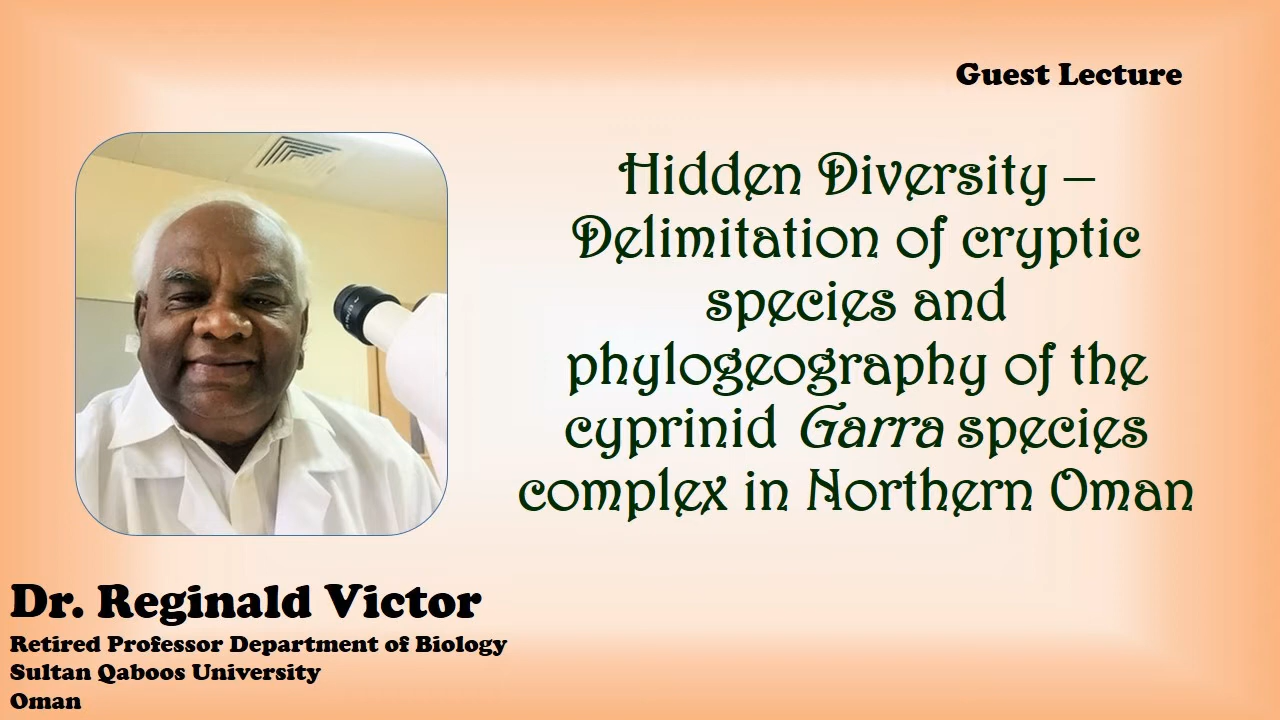 Guest Lecture
Hidden Diversity –
Delimitation of cryptic
species and
phylogeography of the
cyprinid Garra species
complex in Northern Oman
Dr. Reginald Victor
Retired Professor Department of Biology
Sultan Qaboos University
Oman